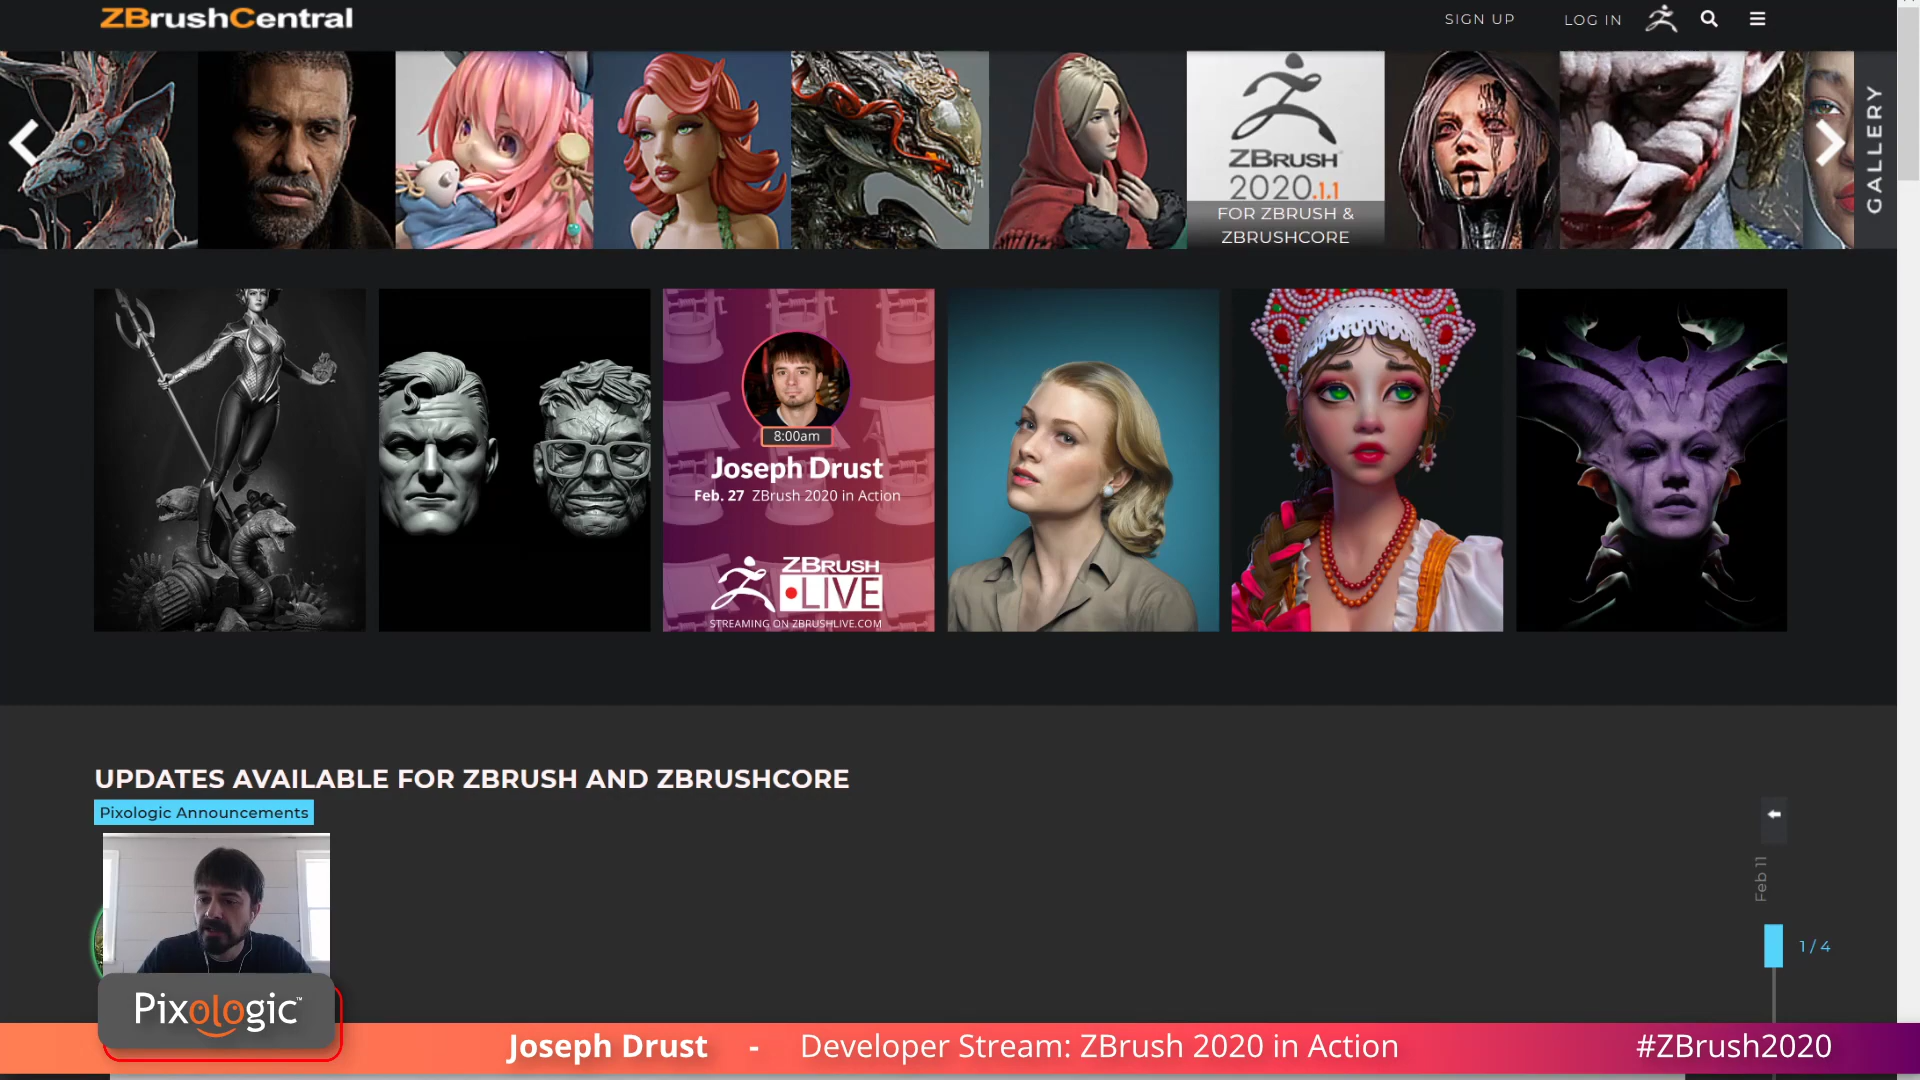 ZBrushCentral
SIGN UP
LOG IN
ZBRUSH
2020.1.1
FOR ZBRUSH &
ZBRUSHCORE
GALLERY
8:00am
Joseph Drust
Feb. 27 ZBrush 2020 in Action
ZBRUSH
LIVE
STREAMING ON ZBRUSHLIVE.COM
UPDATES AVAILABLE FOR ZBRUSH AND ZBRUSHCORE
Pixologic Announcements
Feb 11
1 / 4
Pixologic™
Joseph Drust - Developer Stream: ZBrush 2020 in Action #ZBrush2020